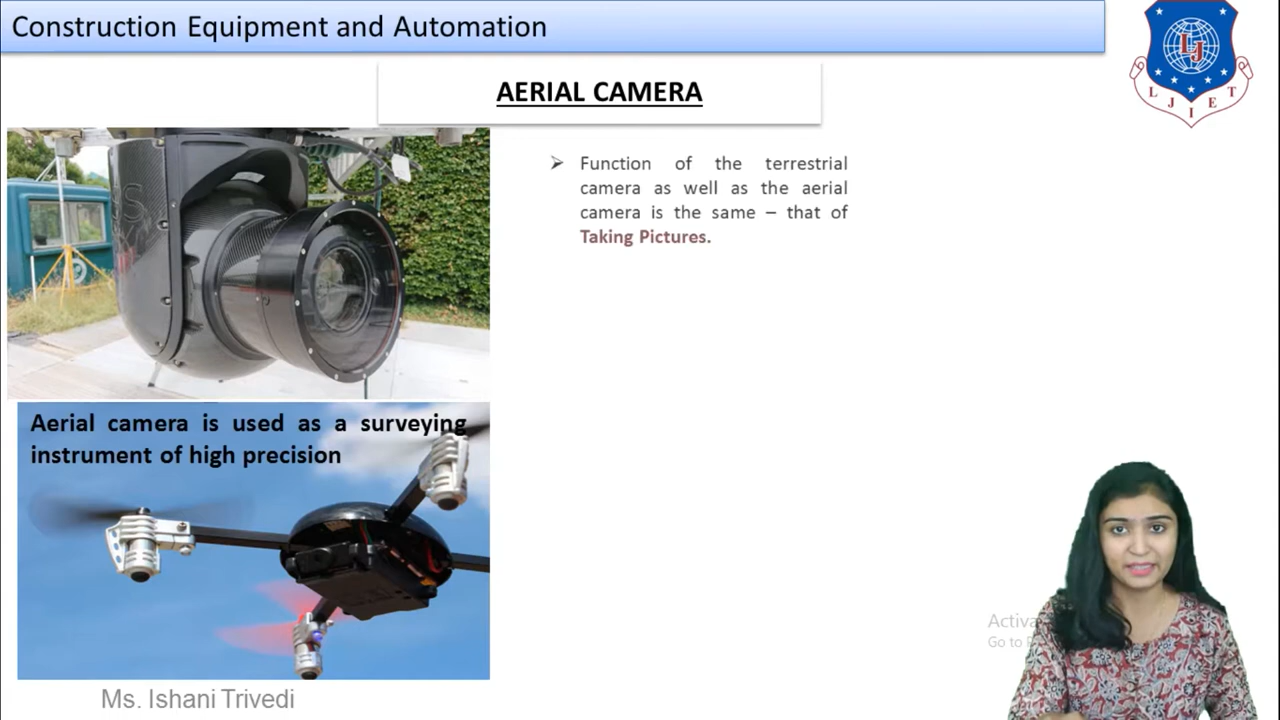 Construction Equipment and Automation
AERIAL CAMERA
LJIET
➢ Function of the terrestrial
camera as well as the aerial
camera is the same – that of
Taking Pictures.
Aerial camera is used as a surveying
instrument of high precision
Activa
Go to
Ms. Ishani Trivedi